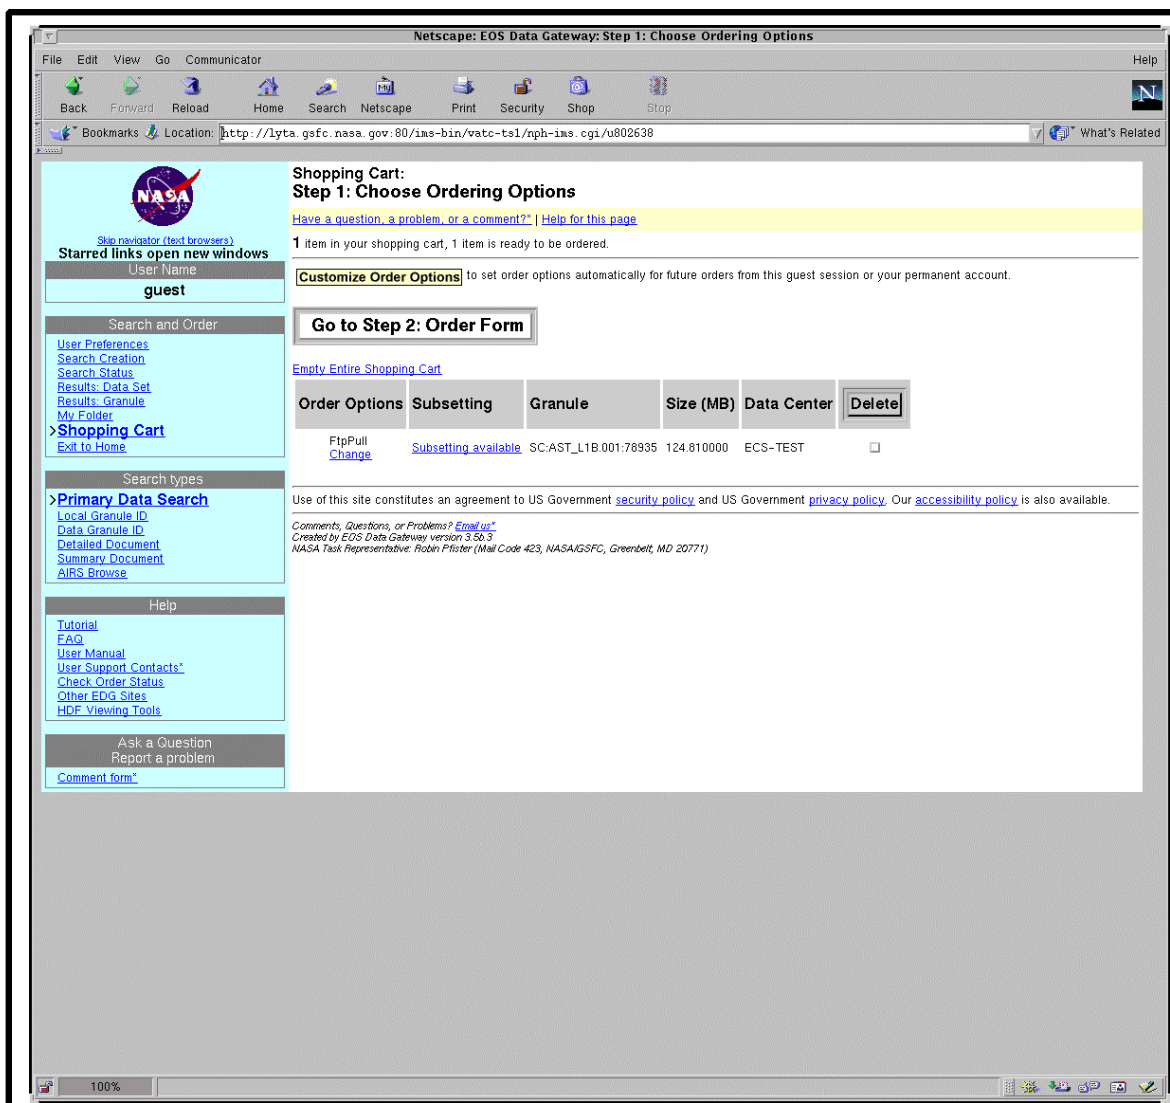 Netscape: EOS Data Gateway: Step 1: Choose Ordering Options
File Edit View Go Communicator Help
Back Forward Reload Home Search Netscape Print Security Shop Stop
My
N
Bookmarks Location: http://lyta.gsfc.nasa.gov:80/ims-bin/vatc-ts1/nph-ims.cgi/u802638 What's Related
NASA
Skip navigator (text browsers)
Starred links open new windows
User Name
guest
Search and Order
User Preferences
Search Creation
Search Status
Results: Data Set
Results: Granule
My Folder
>Shopping Cart
Exit to Home
Search types
>Primary Data Search
Local Granule ID
Data Granule ID
Detailed Document
Summary Document
AIRS Browse
Help
Tutorial
FAQ
User Manual
User Support Contacts*
Check Order Status
Other EDG Sites
HDF Viewing Tools
Ask a Question
Report a problem
Comment form*
Shopping Cart:
Step 1: Choose Ordering Options
Have a question, a problem, or a comment?* | Help for this page
1 item in your shopping cart, 1 item is ready to be ordered.
Customize Order Options to set order options automatically for future orders from this guest session or your permanent account.
Go to Step 2: Order Form
Empty Entire Shopping Cart
Order Options Subsetting Granule Size (MB) Data Center Delete
FtpPull
Change Subsetting available SC:AST_L1B.001:78935 124.810000 ECS-TEST
Use of this site constitutes an agreement to US Government security policy and US Government privacy policy. Our accessibility policy is also available.
Comments, Questions, or Problems? Email us*
Created by EOS Data Gateway version 3.5b.3
NASA Task Representative: Robin Pfister (Mail Code 423, NASA/GSFC, Greenbelt, MD 20771)
100%